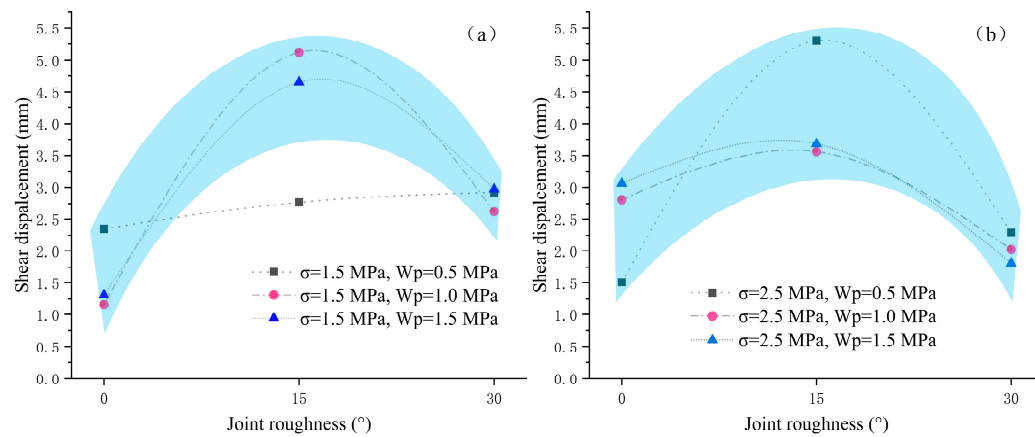 (a)
Shear dispalcement (mm)
5.5
5.0
4.5
4.0
3.5
3.0
2.5
2.0
1.5
1.0
0.5
0.0
σ=1.5 MPa, Wp=0.5 MPa
σ=1.5 MPa, Wp=1.0 MPa
σ=1.5 MPa, Wp=1.5 MPa
0 15 30
Joint roughness (°)
(b)
Shear dispalcement (mm)
5.5
5.0
4.5
4.0
3.5
3.0
2.5
2.0
1.5
1.0
0.5
0.0
σ=2.5 MPa, Wp=0.5 MPa
σ=2.5 MPa, Wp=1.0 MPa
σ=2.5 MPa, Wp=1.5 MPa
0 15 30
Joint roughness (°)